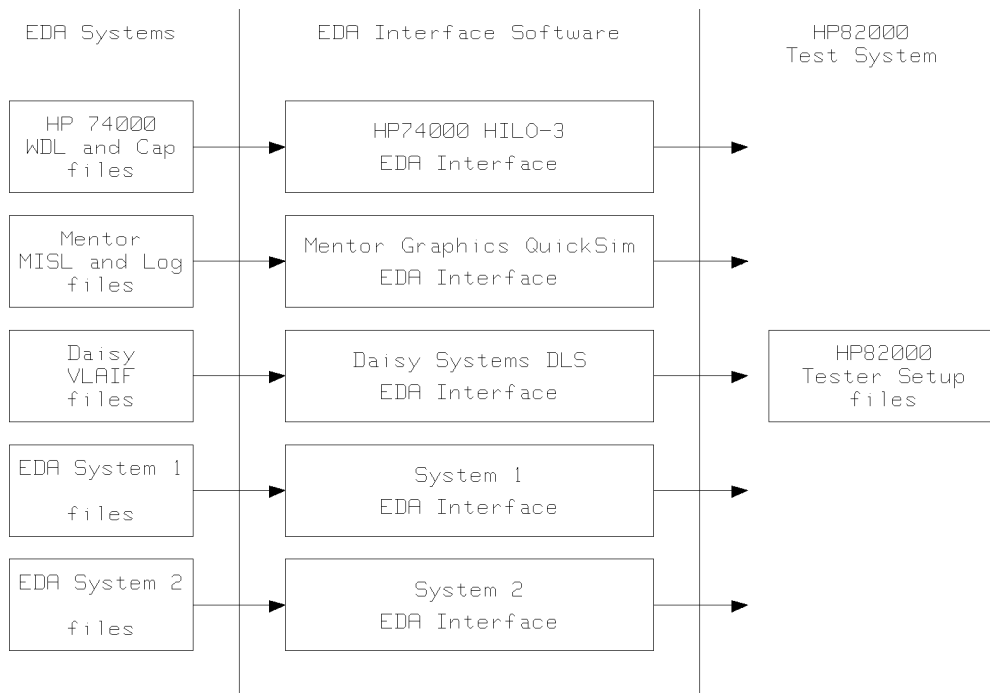 EDA Systems
EDA Interface Software
HP82000
Test System
HP 74000
WDL and Cap
files
HP74000 HILO-3
EDA Interface
Mentor
MISL and Log
files
Mentor Graphics QuickSim
EDA Interface
Daisy
VLAIF
files
Daisy Systems DLS
EDA Interface
HP82000
Tester Setup
files
EDA System 1
files
System 1
EDA Interface
EDA System 2
files
System 2
EDA Interface